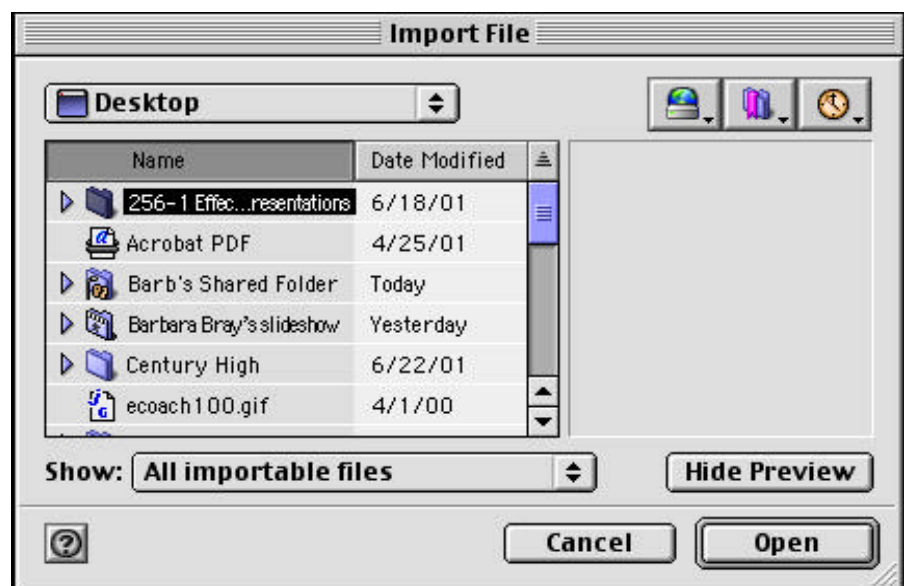 Import File
Desktop
Name Date Modified
256-1 Effec...resentations 6/18/01
Acrobat PDF 4/25/01
Barb's Shared Folder Today
Barbara Bray's slideshow Yesterday
Century High 6/22/01
ecoach100.gif 4/1/00
Show: All importable files Hide Preview
Cancel Open